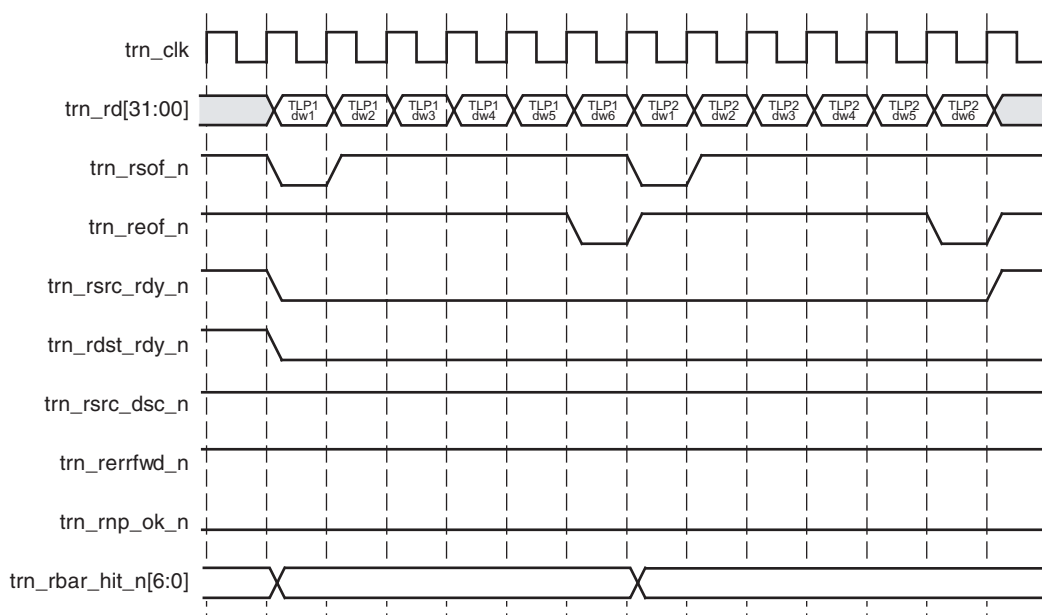 trn_clk
trn_rd[31:00]
TLP1 TLP1 TLP1 TLP1 TLP1 TLP1 TLP2 TLP2 TLP2 TLP2 TLP2 TLP2
dw1 dw2 dw3 dw4 dw5 dw6 dw1 dw2 dw3 dw4 dw5 dw6
trn_rsof_n
trn_reof_n
trn_rsrc_rdy_n
trn_rdst_rdy_n
trn_rsrc_dsc_n
trn_rerrfwd_n
trn_rnp_ok_n
trn_rbar_hit_n[6:0]